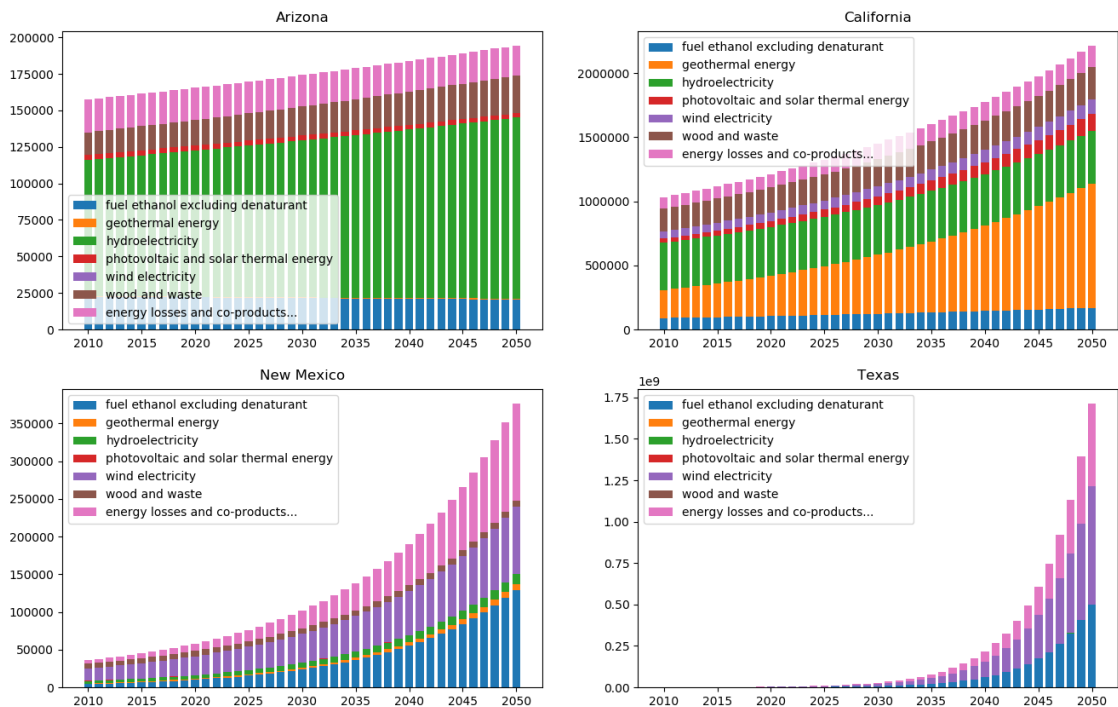 Arizona
200000
175000
150000
125000
100000
75000
50000
25000
0
fuel ethanol excluding denaturant
geothermal energy
hydroelectricity
photovoltaic and solar thermal energy
wind electricity
wood and waste
energy losses and co-products...
2010 2015 2020 2025 2030 2035 2040 2045 2050
California
2000000
1500000
1000000
500000
0
fuel ethanol excluding denaturant
geothermal energy
hydroelectricity
photovoltaic and solar thermal energy
wind electricity
wood and waste
energy losses and co-products...
2010 2015 2020 2025 2030 2035 2040 2045 2050
New Mexico
350000
300000
250000
200000
150000
100000
50000
0
fuel ethanol excluding denaturant
geothermal energy
hydroelectricity
photovoltaic and solar thermal energy
wind electricity
wood and waste
energy losses and co-products...
2010 2015 2020 2025 2030 2035 2040 2045 2050
Texas
1e9
1.75
1.50
1.25
1.00
0.75
0.50
0.25
0.00
fuel ethanol excluding denaturant
geothermal energy
hydroelectricity
photovoltaic and solar thermal energy
wind electricity
wood and waste
energy losses and co-products...
2010 2015 2020 2025 2030 2035 2040 2045 2050